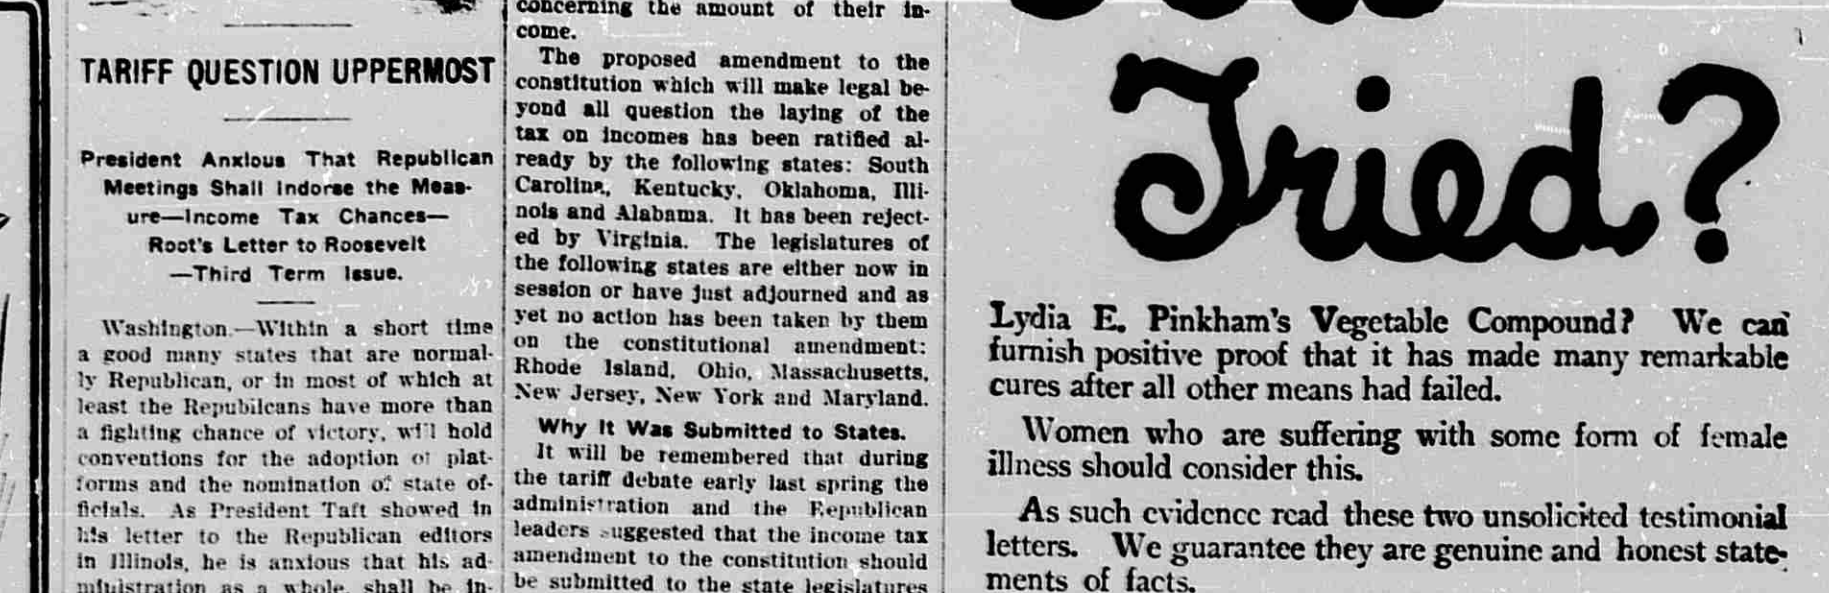 TARIFF QUESTION UPPERMOST
President Anxious That Republican
Meetings Shall Indorse the Meas-
ure—Income Tax Chances—
Root's Letter to Roosevelt
—Third Term Issue.
Washington.—Within a short time
a good many states that are normal-
ly Republican, or in most of which at
least the Republicans have more than
a fighting chance of victory, will hold
conventions for the adoption of plat-
forms and the nomination of state of-
ficials. As President Taft showed in
his letter to the Republican editors
in Illinois, he is anxious that his ad-
ministration as a whole, shall be in-
concerning the amount of their in-
come.
The proposed amendment to the
constitution which will make legal be-
yond all question the laying of the
tax on incomes has been ratified al-
ready by the following states: South
Carolina, Kentucky, Oklahoma, Illi-
nois and Alabama. It has been reject-
ed by Virginia. The legislatures of
the following states are either now in
session or have just adjourned and as
yet no action has been taken by them
on the constitutional amendment:
Rhode Island, Ohio, Massachusetts,
New Jersey, New York and Maryland.
Why It Was Submitted to States.
It will be remembered that during
the tariff debate early last spring the
administration and the Republican
leaders suggested that the income tax
amendment to the constitution should
be submitted to the state legislatures
Tried?
Lydia E. Pinkham's Vegetable Compound? We can
furnish positive proof that it has made many remarkable
cures after all other means had failed.
Women who are suffering with some form of female
illness should consider this.
As such evidence read these two unsolicited testimonial
letters. We guarantee they are genuine and honest state-
ments of facts.